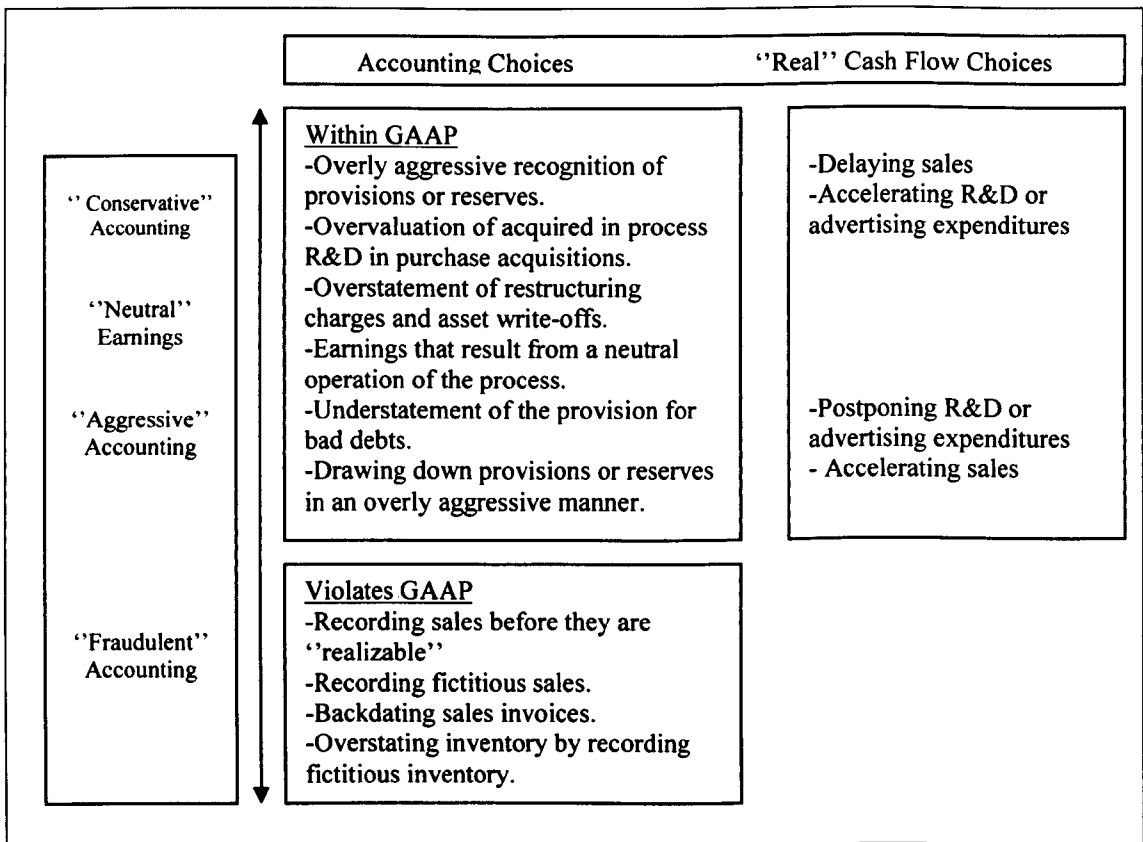 Accounting Choices
‘’Real’’ Cash Flow Choices
‘’ Conservative’’
Accounting
‘’Neutral’’
Earnings
‘’Aggressive’’
Accounting
‘’Fraudulent’’
Accounting
Within GAAP
-Overly aggressive recognition of
provisions or reserves.
-Overvaluation of acquired in process
R&D in purchase acquisitions.
-Overstatement of restructuring
charges and asset write-offs.
-Earnings that result from a neutral
operation of the process.
-Understatement of the provision for
bad debts.
-Drawing down provisions or reserves
in an overly aggressive manner.
-Delaying sales
-Accelerating R&D or
advertising expenditures
-Postponing R&D or
advertising expenditures
- Accelerating sales
Violates GAAP
-Recording sales before they are
‘’realizable’’
-Recording fictitious sales.
-Backdating sales invoices.
-Overstating inventory by recording
fictitious inventory.